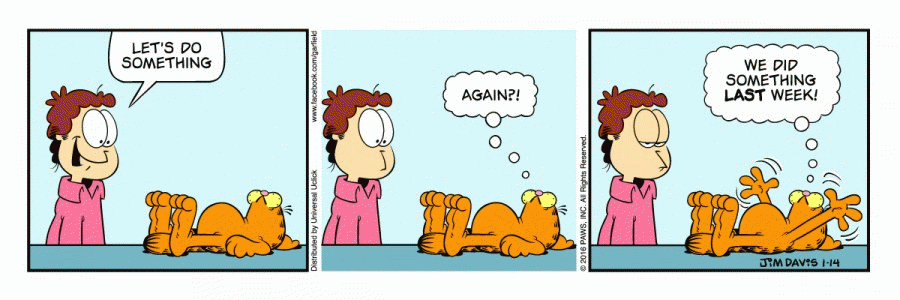 LET'S DO
SOMETHING
www.facebook.com/garfield
Distributed by Universal Uclick
AGAIN?!
© 2016 PAWS, INC. All Rights Reserved.
WE DID
SOMETHING
LAST WEEK!
JIM DAVIS 1-14